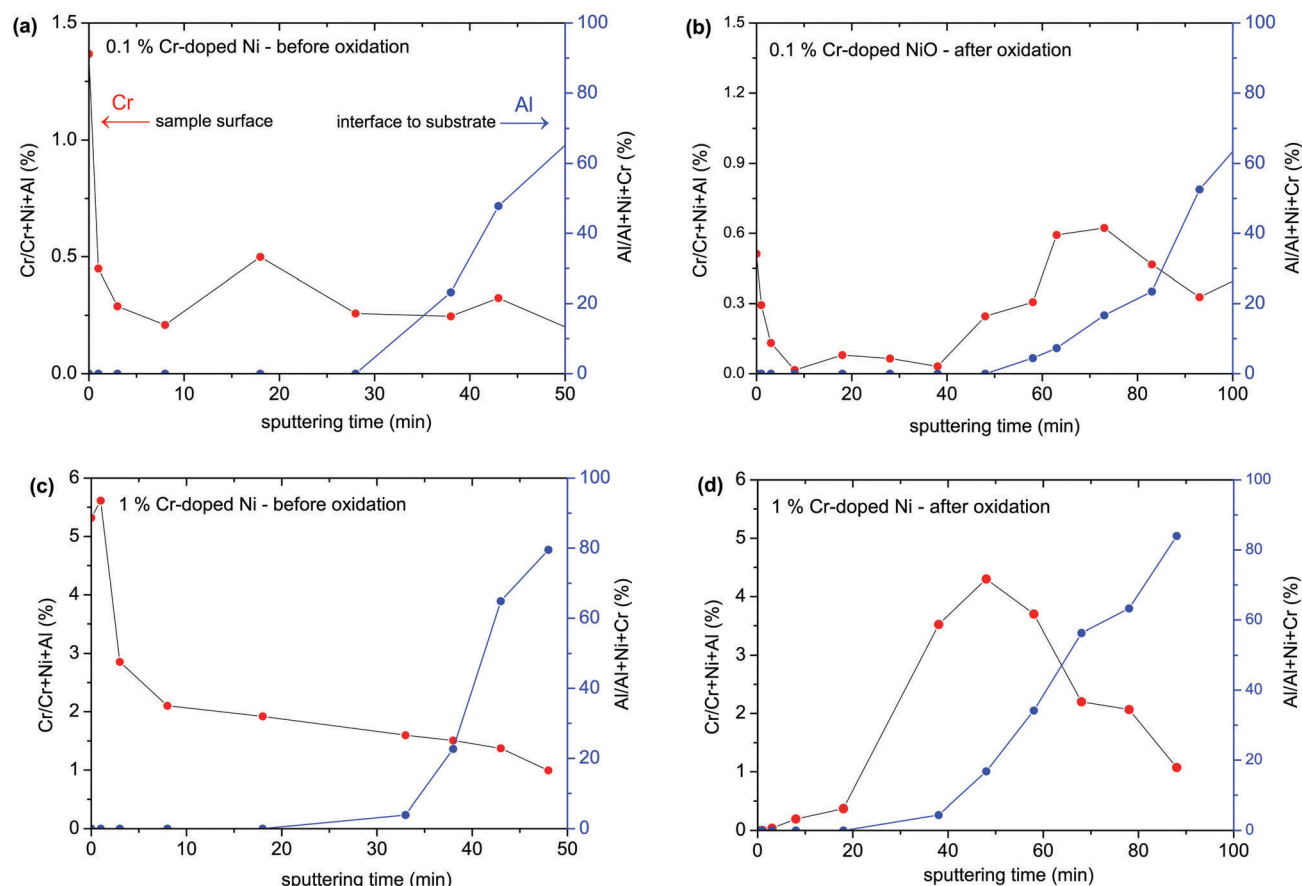 (a)
0.1 % Cr-doped Ni - before oxidation
Cr
sample surface
Al
interface to substrate
1.5
1.0
0.5
0.0
Cr/Cr+Ni+Al (%)
100
80
60
40
20
0
Al/Al+Ni+Cr (%)
0 10 20 30 40 50
sputtering time (min)
(b)
0.1 % Cr-doped NiO - after oxidation
1.5
1.2
0.9
0.6
0.3
0.0
Cr/Cr+Ni+Al (%)
100
80
60
40
20
0
Al/Al+Ni+Cr (%)
0 20 40 60 80 100
sputtering time (min)
(c)
1 % Cr-doped Ni - before oxidation
6
5
4
3
2
1
0
Cr/Cr+Ni+Al (%)
100
80
60
40
20
0
Al/Al+Ni+Cr (%)
0 10 20 30 40 50
sputtering time (min)
(d)
1 % Cr-doped Ni - after oxidation
6
5
4
3
2
1
0
Cr/Cr+Ni+Al (%)
100
80
60
40
20
0
Al/Al+Ni+Cr (%)
0 20 40 60 80 100
sputtering time (min)